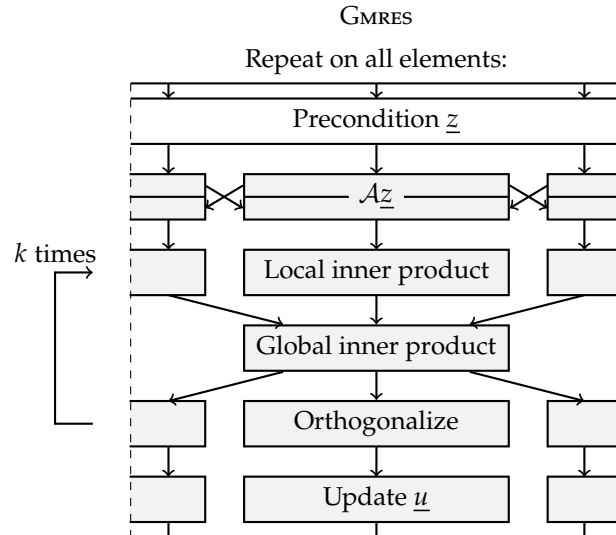 GMRES
Repeat on all elements:
Precondition z
𝒜z
k times
Local inner product
Global inner product
Orthogonalize
Update u